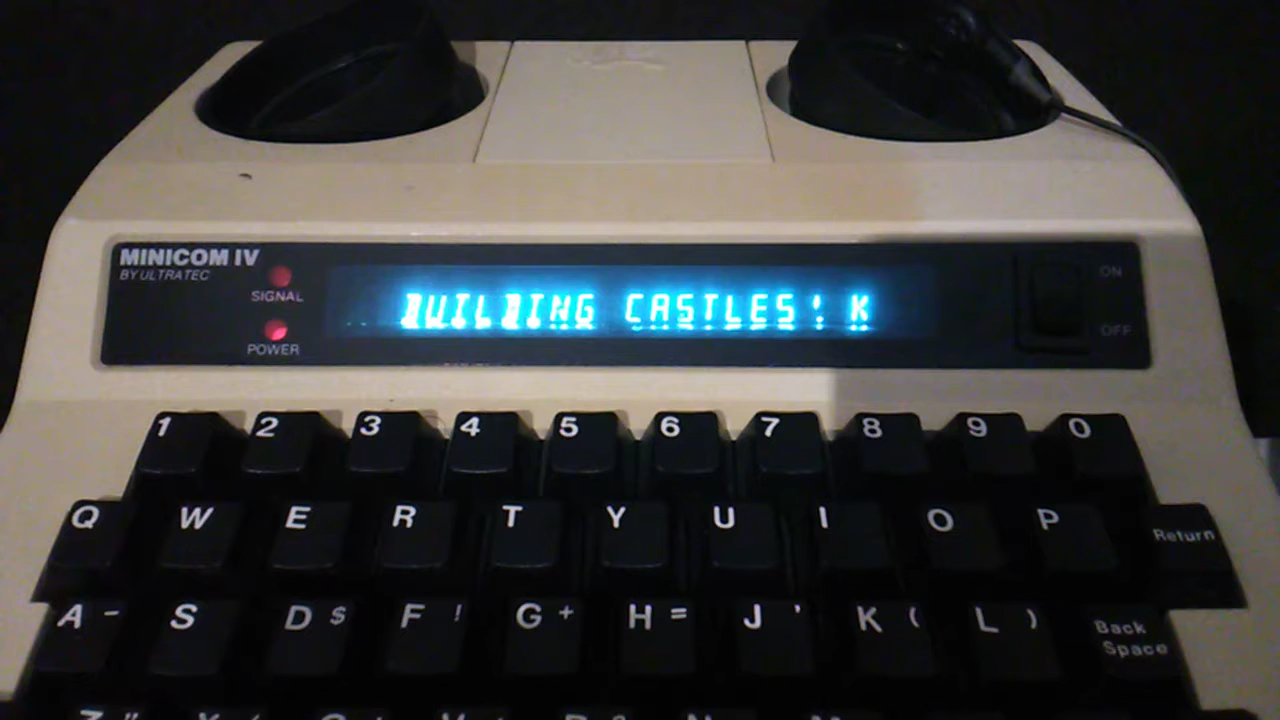 MINICOM IV
BY ULTRATEC
SIGNAL
POWER
BUILDING CASTLES! K
ON
OFF
1 2 3 4 5 6 7 8 9 0
Q W E R T Y U I O P Return
A - S D $ F ! G + H = J ' K ( L ) Back Space